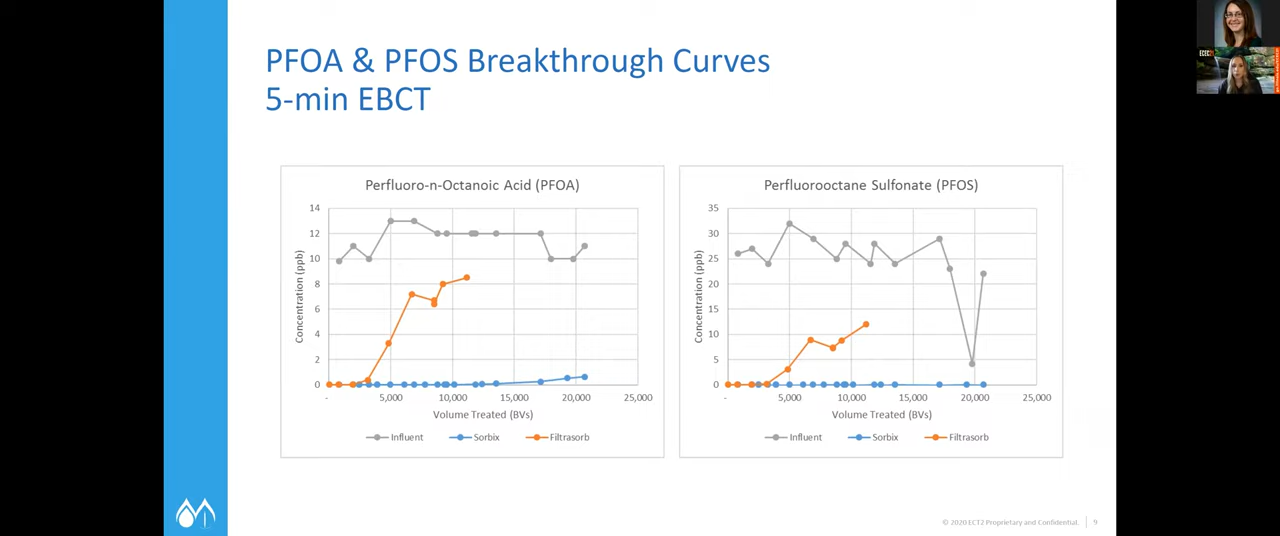 PFOA & PFOS Breakthrough Curves
5-min EBCT
Perfluoro-n-Octanoic Acid (PFOA)
14
12
10
8
6
4
2
0
Concentration (ppb)
-
5,000
10,000
15,000
20,000
25,000
Volume Treated (BVs)
Influent
Sorbix
Filtrasorb
Perfluorooctane Sulfonate (PFOS)
35
30
25
20
15
10
5
0
Concentration (ppb)
-
5,000
10,000
15,000
20,000
25,000
Volume Treated (BVs)
Influent
Sorbix
Filtrasorb
© 2020 ECT2 Proprietary and Confidential.
9